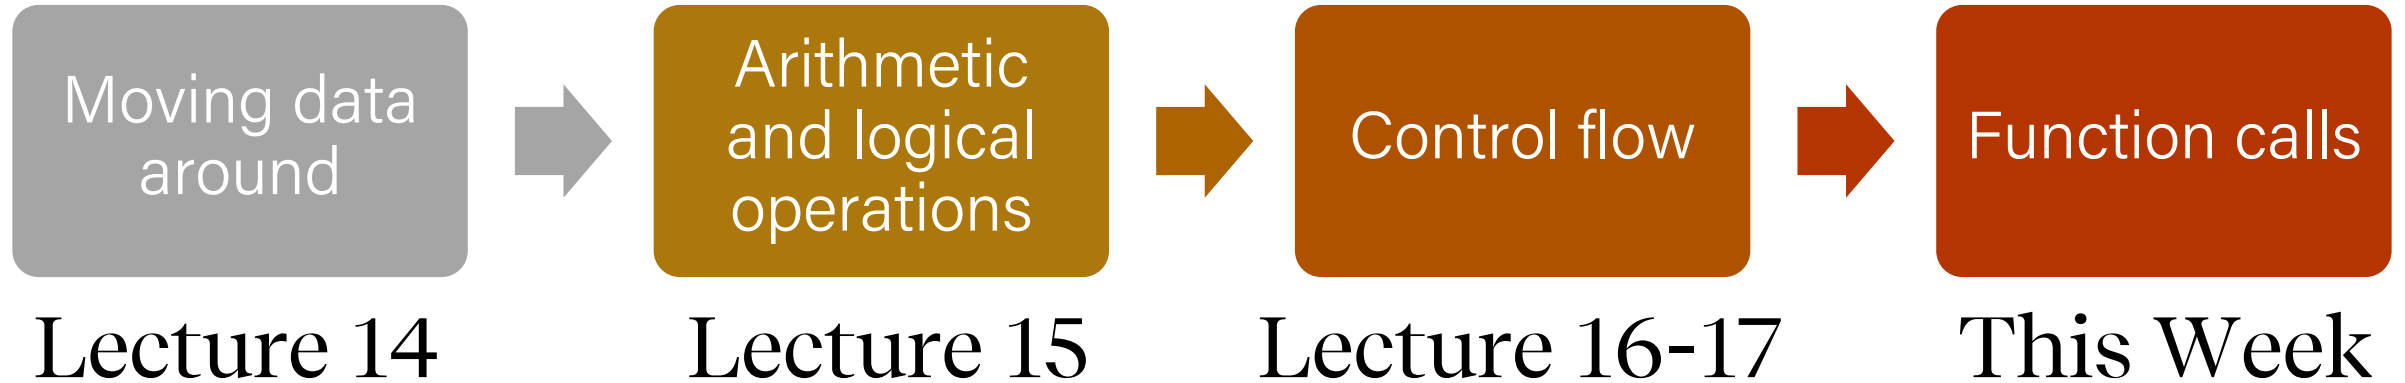 Moving data
around
Arithmetic
and logical
operations
Control flow
Function calls
Lecture 14
Lecture 15
Lecture 16-17
This Week